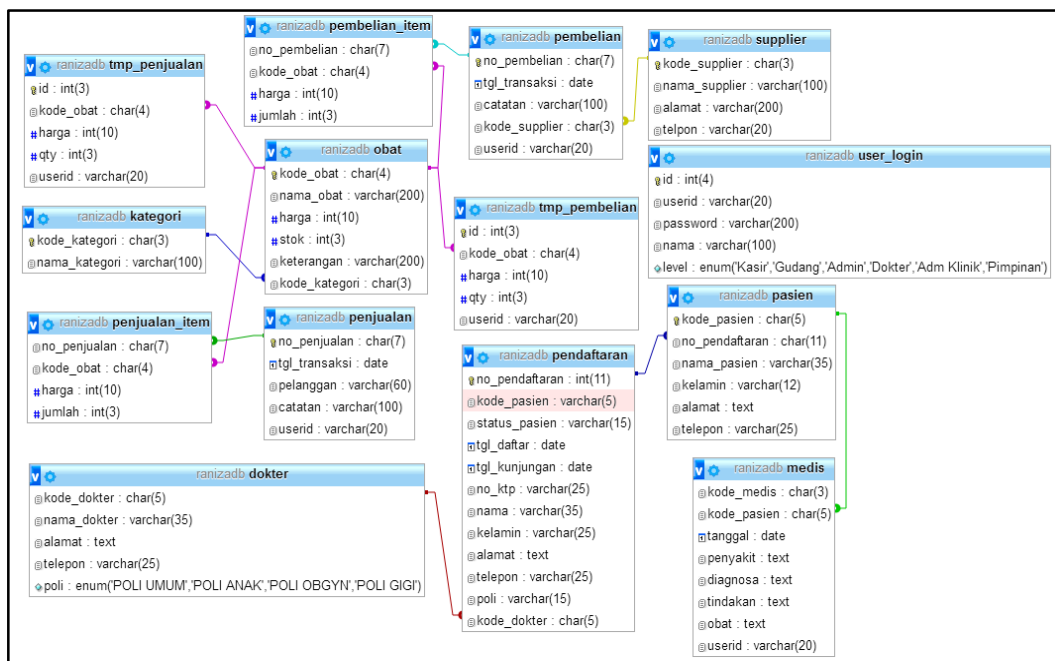 ranizadb tmp_penjualan
id : int(3)
kode_obat : char(4)
# harga : int(10)
# qty : int(3)
userid : varchar(20)
ranizadb pembelian_item
no_pembelian : char(7)
kode_obat : char(4)
# harga : int(10)
# jumlah : int(3)
ranizadb pembelian
no_pembelian : char(7)
tgl_transaksi : date
catatan : varchar(100)
kode_supplier : char(3)
userid : varchar(20)
ranizadb supplier
kode_supplier : char(3)
nama_supplier : varchar(100)
alamat : varchar(200)
telpon : varchar(20)
ranizadb obat
kode_obat : char(4)
nama_obat : varchar(200)
# harga : int(10)
# stok : int(3)
keterangan : varchar(200)
kode_kategori : char(3)
ranizadb user_login
id : int(4)
userid : varchar(20)
password : varchar(200)
nama : varchar(100)
level : enum('Kasir','Gudang','Admin','Dokter','Adm Klinik','Pimpinan')
ranizadb kategori
kode_kategori : char(3)
nama_kategori : varchar(100)
ranizadb tmp_pembelian
id : int(3)
kode_obat : char(4)
# harga : int(10)
# qty : int(3)
userid : varchar(20)
ranizadb penjualan_item
no_penjualan : char(7)
kode_obat : char(4)
# harga : int(10)
# jumlah : int(3)
ranizadb penjualan
no_penjualan : char(7)
tgl_transaksi : date
pelanggan : varchar(60)
catatan : varchar(100)
userid : varchar(20)
ranizadb pasien
kode_pasien : char(5)
no_pendaftaran : char(11)
nama_pasien : varchar(35)
kelamin : varchar(12)
alamat : text
telepon : varchar(25)
ranizadb pendaftaran
no_pendaftaran : int(11)
kode_pasien : varchar(5)
status_pasien : varchar(15)
tgl_daftar : date
tgl_kunjungan : date
no_ktp : varchar(25)
nama : varchar(35)
kelamin : varchar(25)
alamat : text
telepon : varchar(25)
poli : varchar(15)
kode_dokter : char(5)
ranizadb dokter
kode_dokter : char(5)
nama_dokter : varchar(35)
alamat : text
telepon : varchar(25)
poli : enum('POLI UMUM','POLI ANAK','POLI OBGYN','POLI GIGI')
ranizadb medis
kode_medis : char(3)
kode_pasien : char(5)
tanggal : date
penyakit : text
diagnosa : text
tindakan : text
obat : text
userid : varchar(20)